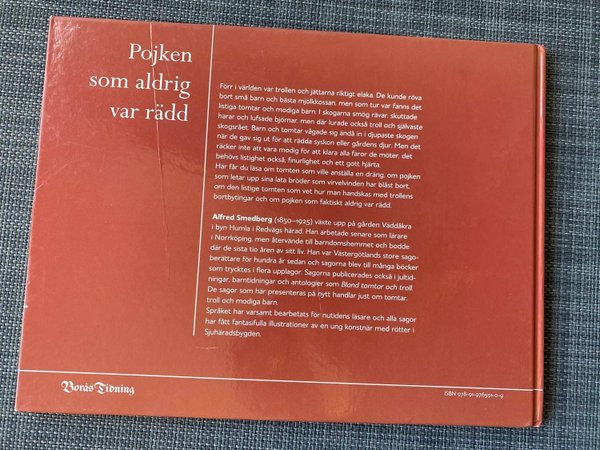 Pojken
som aldrig
var rädd
Förr i världen var trollen och jättarna riktigt elaka. De kunde röva
bort små barn och bästa mjölkkossan, men som tur var fanns det
listiga tomtar och modiga barn. I skogarna smög rävar, skuttade
harar och lufsade björnar, men där lurade också troll och självaste
skogsrået. Barn och tomtar vågade sig ändå in i djupaste skogen
när de gav sig ut för att rädda syskon eller gårdens djur. Men det
räcker inte att vara modig för att klara alla faror de möter, det
behövs listighet också, finurlighet och ett gott hjärta.
Här får du läsa om tomten som ville anställa en dräng, om pojken
som letar upp sina lata bröder som virvelvinden har blåst bort,
om den listige tomten som vet hur man handskas med trollens
bortbytingar och om pojken som faktiskt aldrig var rädd.
Alfred Smedberg (1850–1925) växte upp på gården Väddåkra
i byn Humla i Redvägs härad. Han arbetade senare som lärare
i Norrköping, men återvände till barndomshemmet och bodde
där de sista tio åren av sitt liv. Han var Västergötlands store sago-
berättare för hundra år sedan och sagorna blev till många böcker
som trycktes i flera upplagor. Sagorna publicerades också i jultid-
ningar, barntidningar och antologier som Bland tomtar och troll.
De sagor som här presenteras på nytt handlar just om tomtar,
troll och modiga barn.
Språket har varsamt bearbetats för nutidens läsare och alla sagor
har fått fantasifulla illustrationer av en ung konstnär med rötter i
Sjuhäradsbygden.
Borås Tidning
ISBN 978-91-976591-0-9